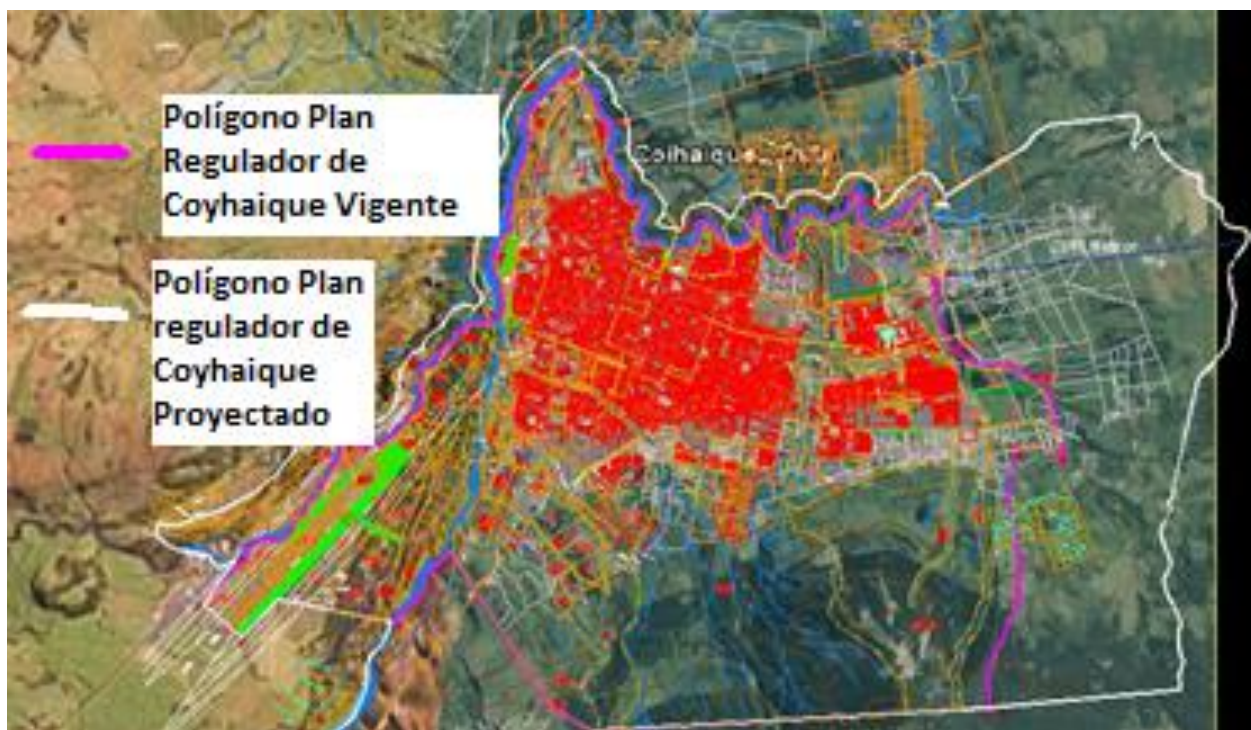 Polígono Plan
Regulador de
Coyhaique Vigente
Polígono Plan
regulador de
Coyhaique
Proyectado